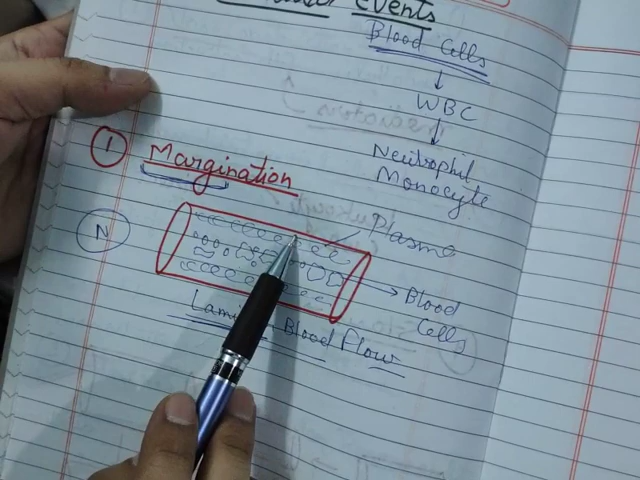 Events
Blood Cells
WBC
Neutrophil
Monocyte
1 Margination
N
Plasma
Blood
Cells
Blood Flow